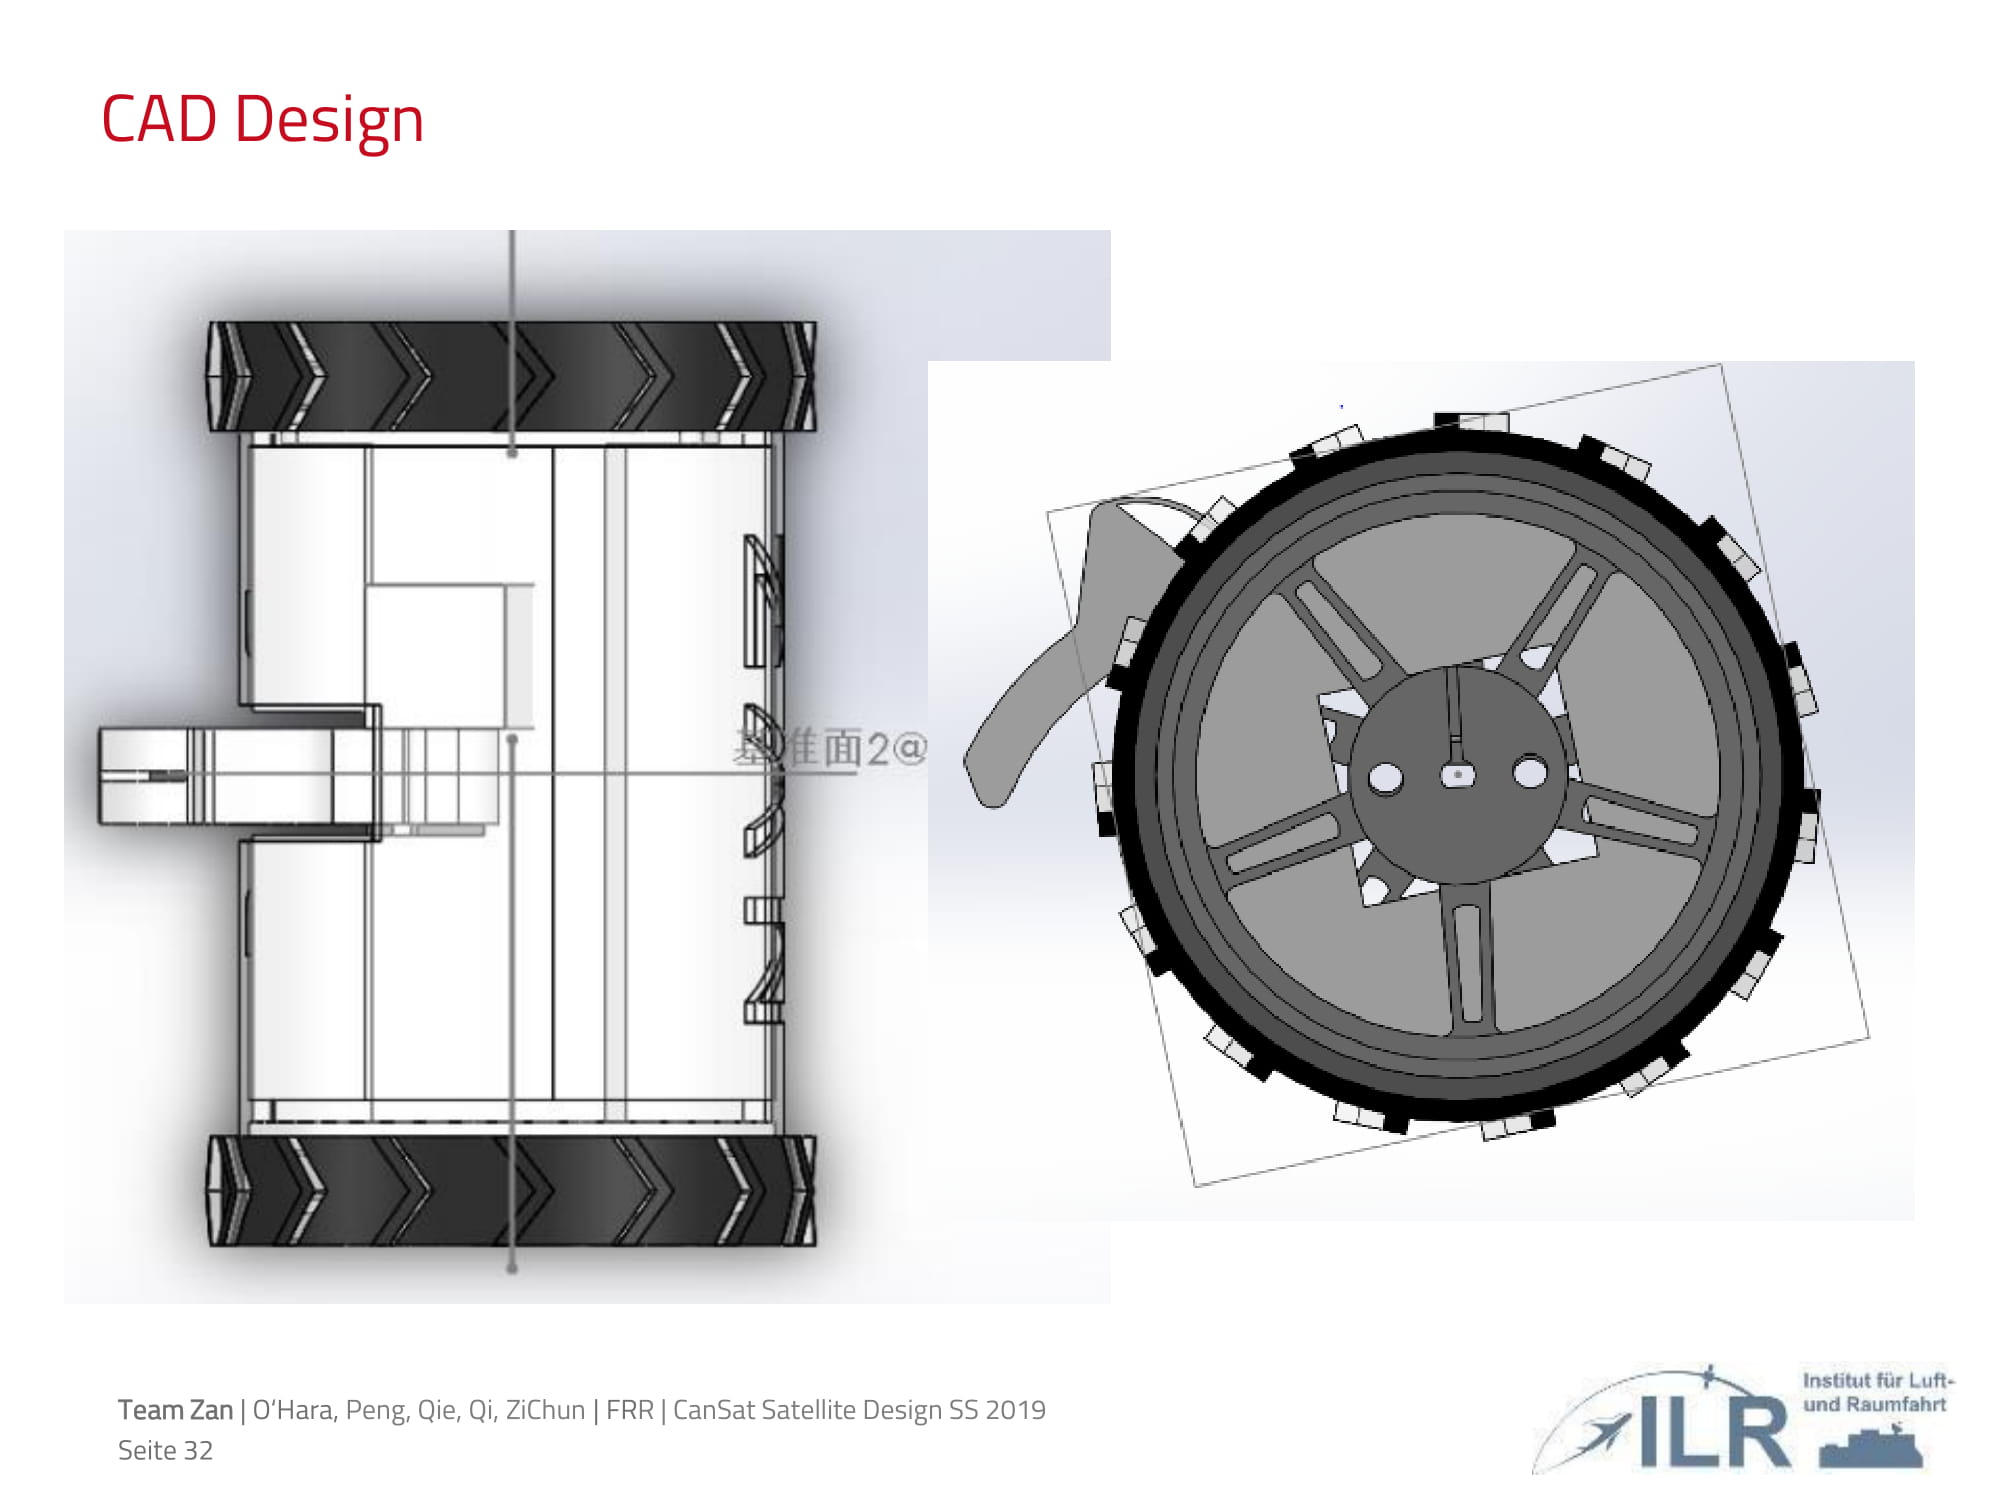 CAD Design
基准面2@
Team Zan | O‘Hara, Peng, Qie, Qi, ZiChun | FRR | CanSat Satellite Design SS 2019
Seite 32
ILR
Institut für Luft-
und Raumfahrt